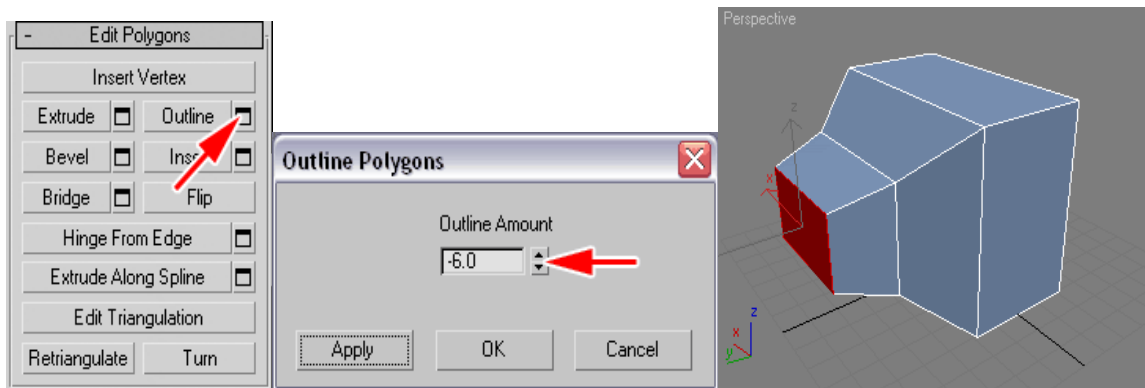 - Edit Polygons
Insert Vertex
Extrude Outline
Bevel
Bridge Flip
Hinge From Edge
Extrude Along Spline
Edit Triangulation
Retriangulate Turn
Outline Polygons
Outline Amount
-6.0
Apply OK Cancel
Perspective
z
x
z
x
y